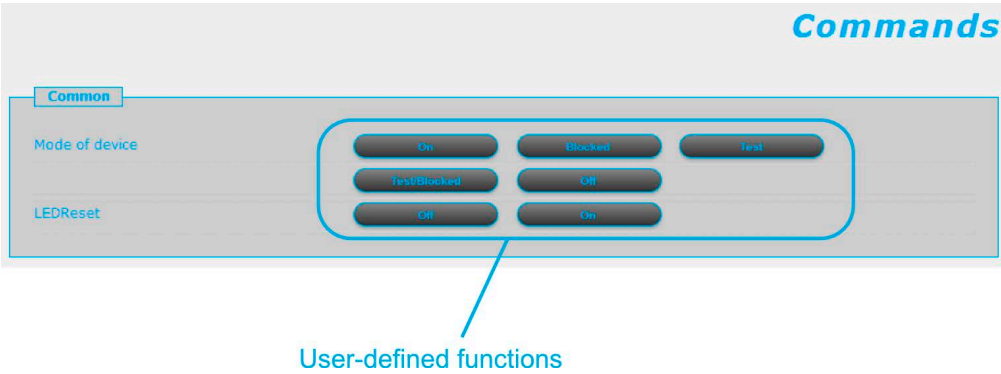 Commands
Common
Mode of device On Blocked Test
Test/Blocked Off
LEDReset Off On
User-defined functions